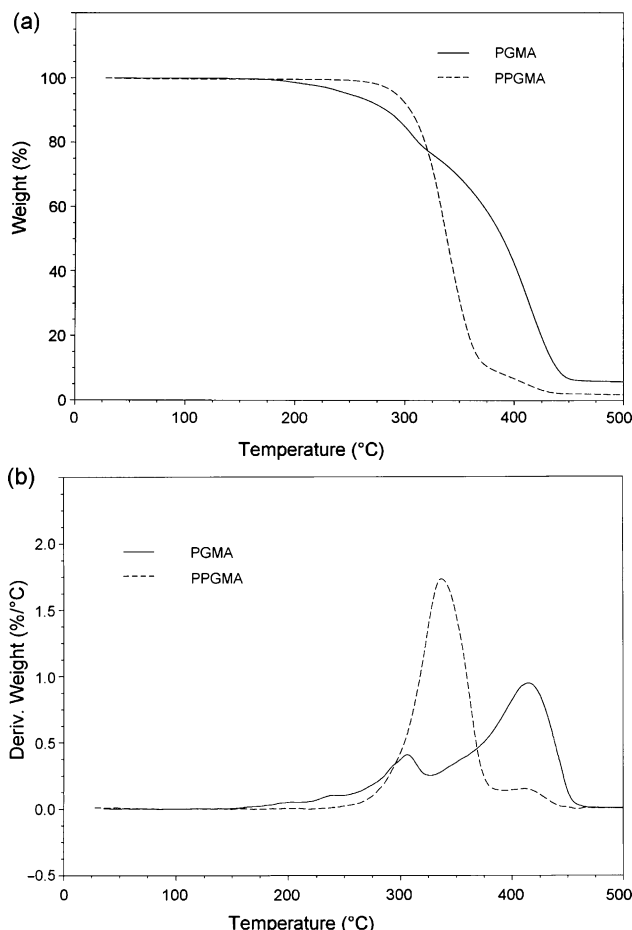 (a)
PGMA
PPGMA
100
80
60
40
20
0
Weight (%)
0 100 200 300 400 500
Temperature (°C)
(b)
PGMA
PPGMA
2.0
1.5
1.0
0.5
0.0
−0.5
Deriv. Weight (%/°C)
0 100 200 300 400 500
Temperature (°C)